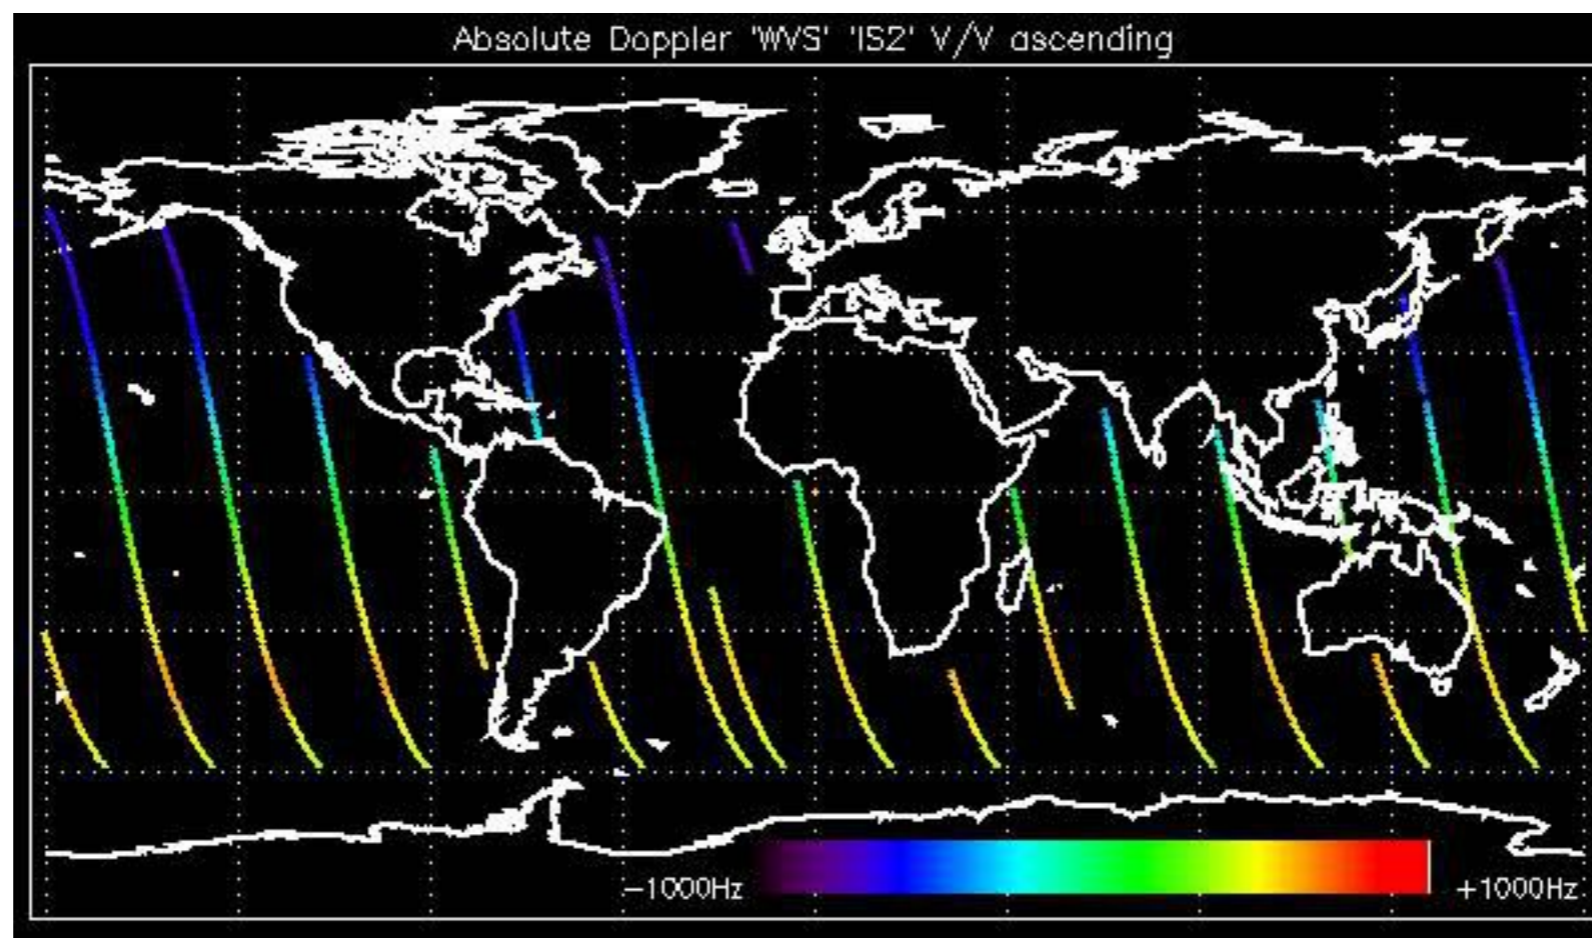 Absolute Doppler 'WVS' 'IS2' V/V ascending
−1000Hz
+1000Hz